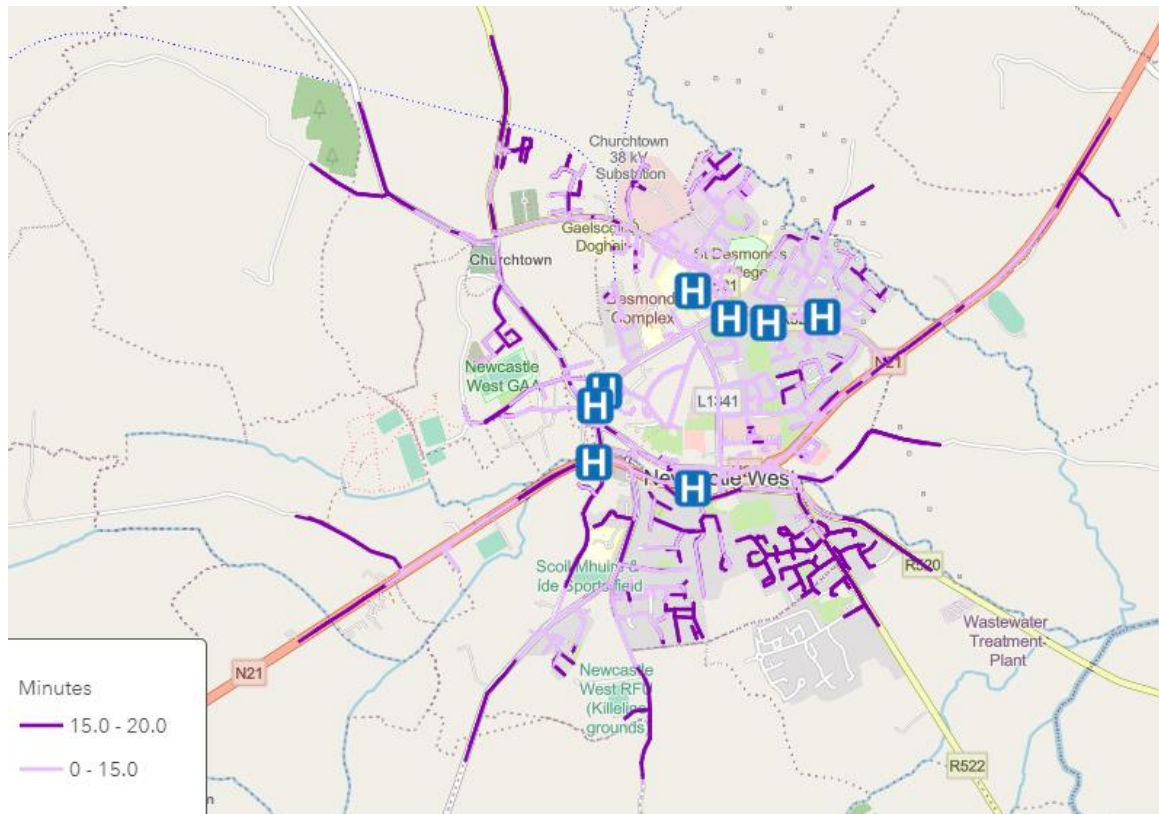 Churchtown
38 kV
Substation
Gaelscoil Ó
Doghair
St Desmond's
Churchtown
Desmond
Complex
N21
Newcastle
West GAA
L1341
Newcastle West
Scoil Mhuire &
Íde Sportsfield
R520
Wastewater
Treatment
Plant
Minutes
15.0 - 20.0
0 - 15.0
N21
Newcastle
West RFU
(Killeline
grounds)
R522
H
H
H
H
H
H
H
H